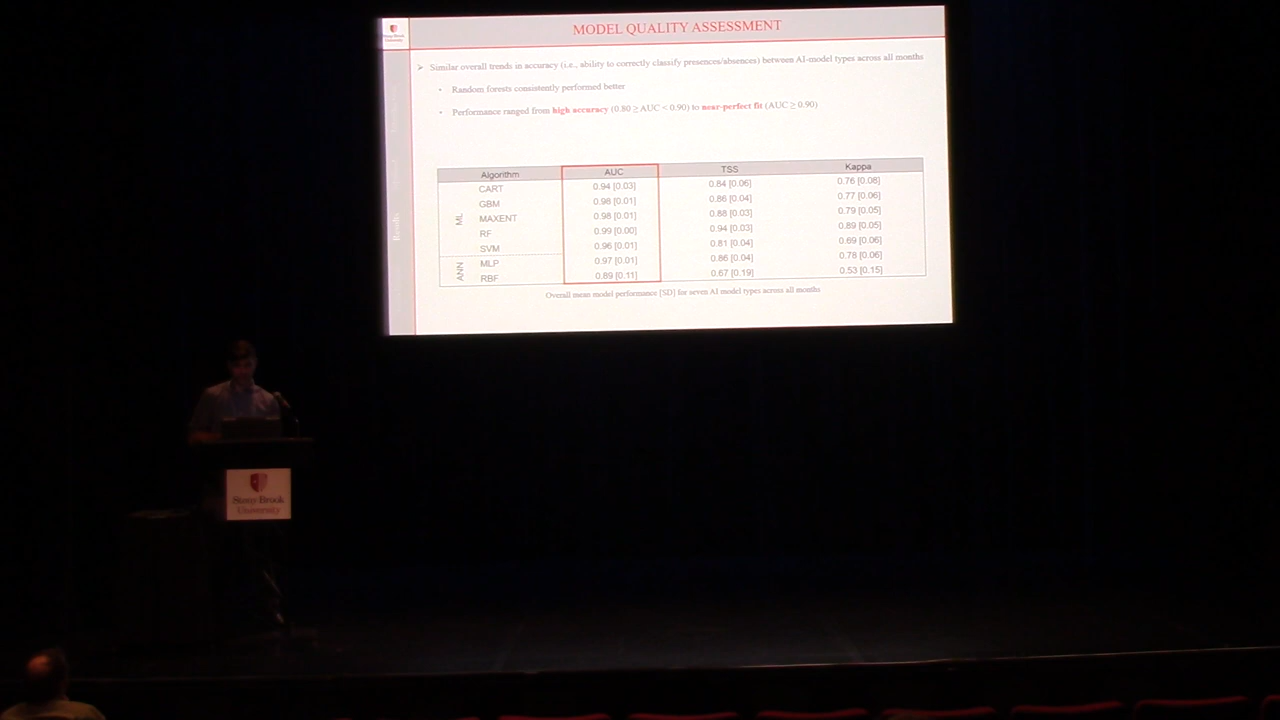 Stony Brook
University
MODEL QUALITY ASSESSMENT
Similar overall trends in accuracy (i.e., ability to correctly classify presences/absences) between AI-model types across all months
Random forests consistently performed better
Performance ranged from high accuracy (0.80 ≥ AUC < 0.90) to near-perfect fit (AUC ≥ 0.90)
Algorithm AUC TSS Kappa
ML
CART 0.94 [0.03] 0.84 [0.06] 0.76 [0.08]
GBM 0.98 [0.01] 0.86 [0.04] 0.77 [0.06]
MAXENT 0.98 [0.01] 0.88 [0.03] 0.79 [0.05]
RF 0.99 [0.00] 0.94 [0.03] 0.89 [0.05]
SVM 0.96 [0.01] 0.81 [0.04] 0.69 [0.06]
ANN
MLP 0.97 [0.01] 0.86 [0.04] 0.78 [0.06]
RBF 0.89 [0.11] 0.67 [0.19] 0.53 [0.15]
Overall mean model performance [SD] for seven AI model types across all months
Results
Stony Brook
University